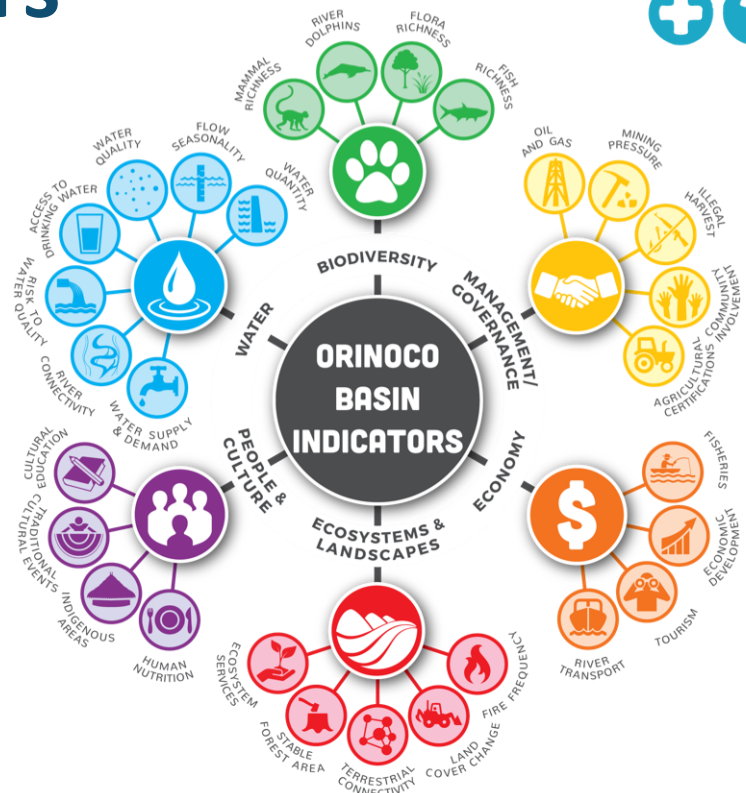 ORINOCO
BASIN
INDICATORS
BIODIVERSITY
MAMMAL
RICHNESS
RIVER
DOLPHINS
FLORA
RICHNESS
FISH
RICHNESS
MANAGEMENT/
GOVERNANCE
OIL
AND GAS
MINING
PRESSURE
ILLEGAL
HARVEST
COMMUNITY
INVOLVEMENT
AGRICULTURAL
CERTIFICATIONS
ECONOMY
FISHERIES
ECONOMIC
DEVELOPMENT
TOURISM
RIVER
TRANSPORT
ECOSYSTEMS &
LANDSCAPES
FIRE FREQUENCY
LAND
COVER CHANGE
TERRESTRIAL
CONNECTIVITY
STABLE
FOREST AREA
ECOSYSTEM
SERVICES
PEOPLE &
CULTURE
HUMAN
NUTRITION
INDIGENOUS
AREAS
TRADITIONAL
CULTURAL EVENTS
CULTURAL
EDUCATION
WATER
WATER SUPPLY
& DEMAND
RIVER
CONNECTIVITY
RISK TO
WATER QUALITY
ACCESS TO
DRINKING WATER
WATER
QUALITY
FLOW
SEASONALITY
WATER
QUANTITY
$